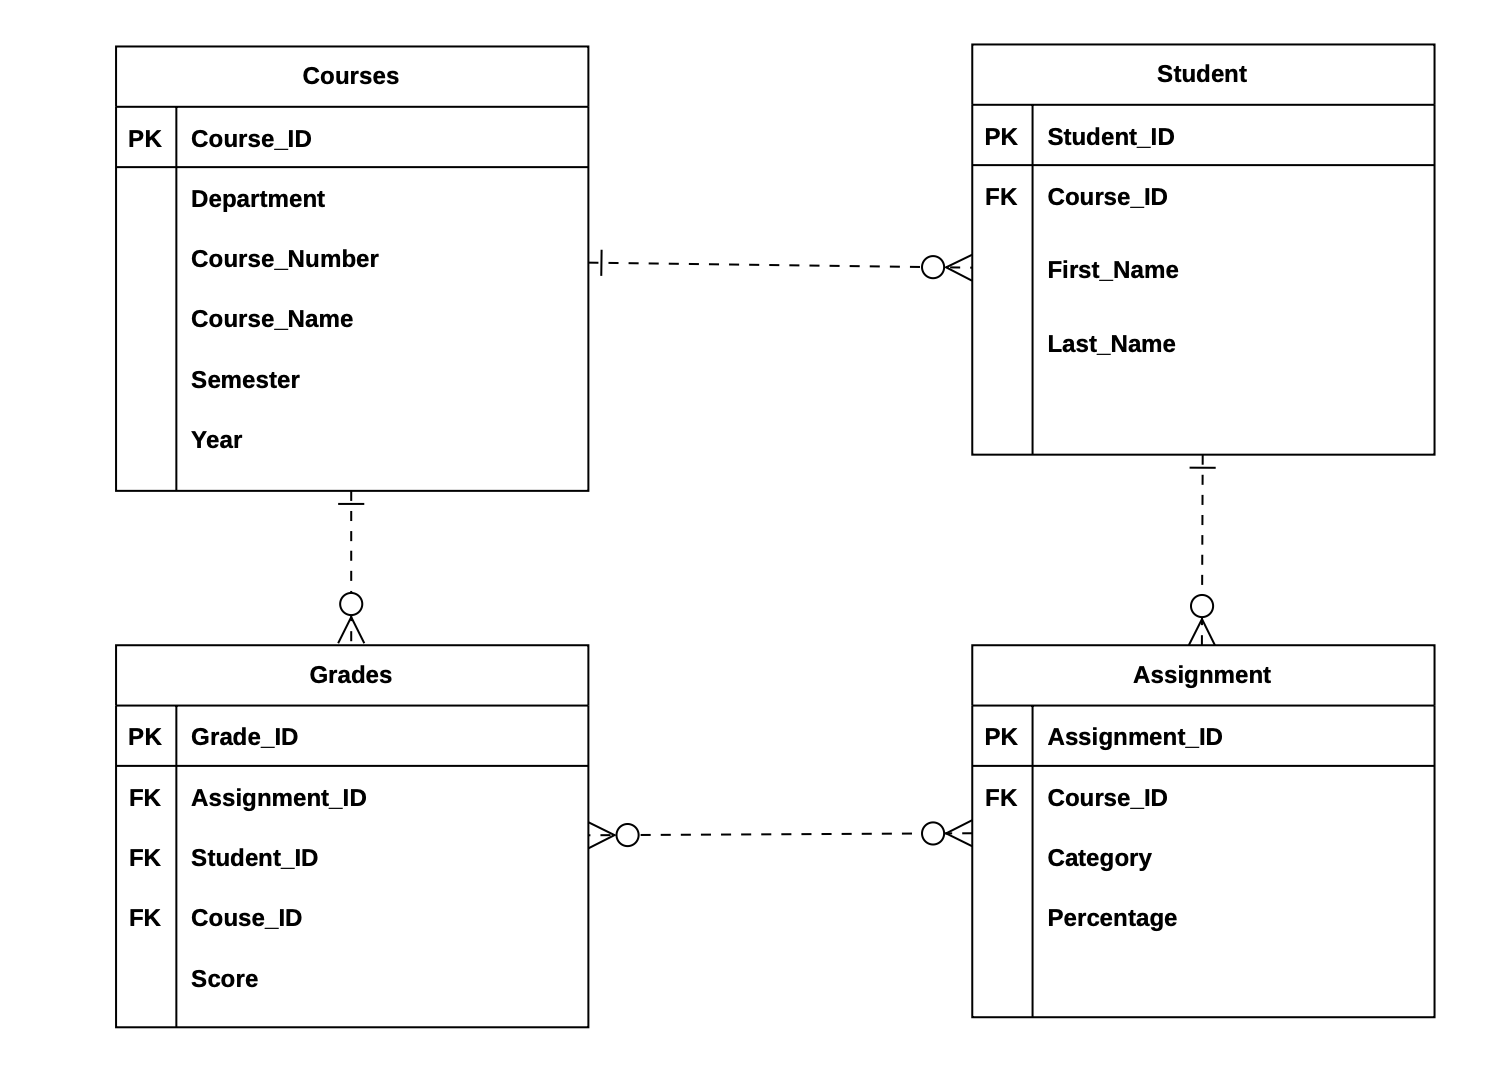 Courses
PK Course_ID
Department
Course_Number
Course_Name
Semester
Year
Student
PK Student_ID
FK Course_ID
First_Name
Last_Name
Grades
PK Grade_ID
FK Assignment_ID
FK Student_ID
FK Couse_ID
Score
Assignment
PK Assignment_ID
FK Course_ID
Category
Percentage